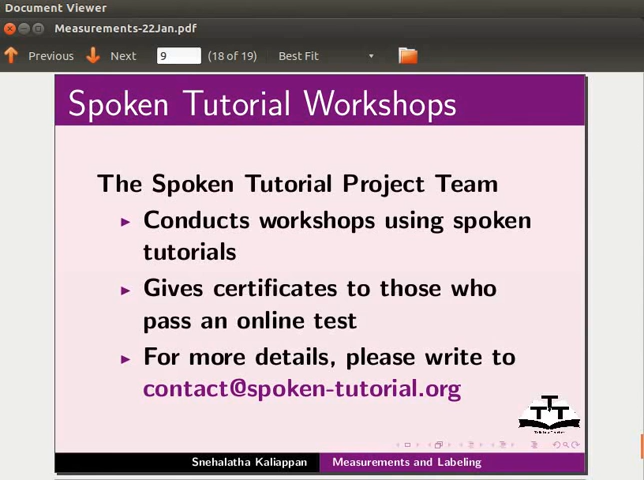 Document Viewer
Measurements-22Jan.pdf
Previous Next 9 (18 of 19) Best Fit
Spoken Tutorial Workshops
The Spoken Tutorial Project Team
Conducts workshops using spoken
tutorials
Gives certificates to those who
pass an online test
For more details, please write to
contact@spoken-tutorial.org
Snehalatha Kaliappan Measurements and Labeling